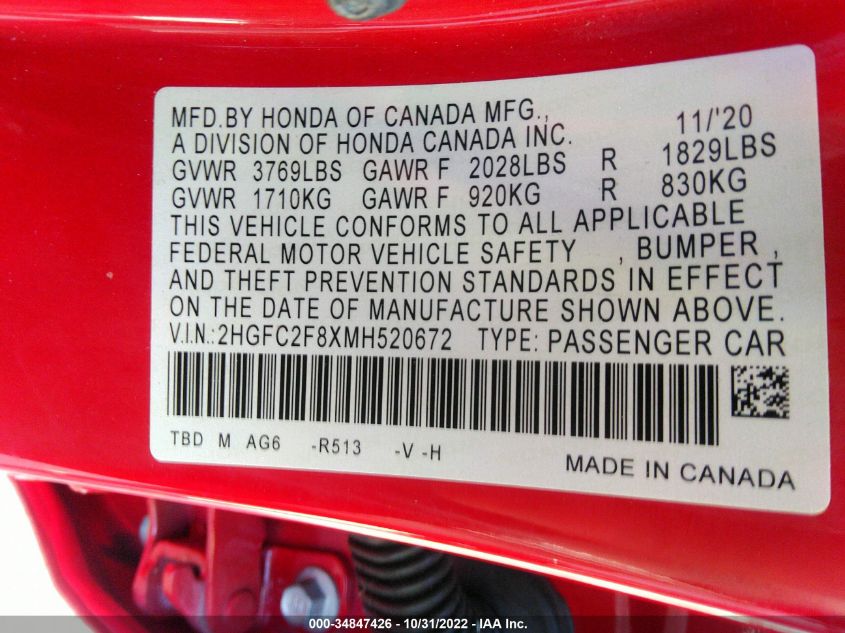 MFD.BY HONDA OF CANADA MFG., 11/'20
A DIVISION OF HONDA CANADA INC.
GVWR 3769LBS GAWR F 2028LBS R 1829LBS
GVWR 1710KG GAWR F 920KG R 830KG
THIS VEHICLE CONFORMS TO ALL APPLICABLE
FEDERAL MOTOR VEHICLE SAFETY , BUMPER ,
AND THEFT PREVENTION STANDARDS IN EFFECT
ON THE DATE OF MANUFACTURE SHOWN ABOVE.
V.I.N.:2HGFC2F8XMH520672 TYPE: PASSENGER CAR
TBD M AG6 -R513 -V -H
MADE IN CANADA
000-34847426 - 10/31/2022 - IAA Inc.